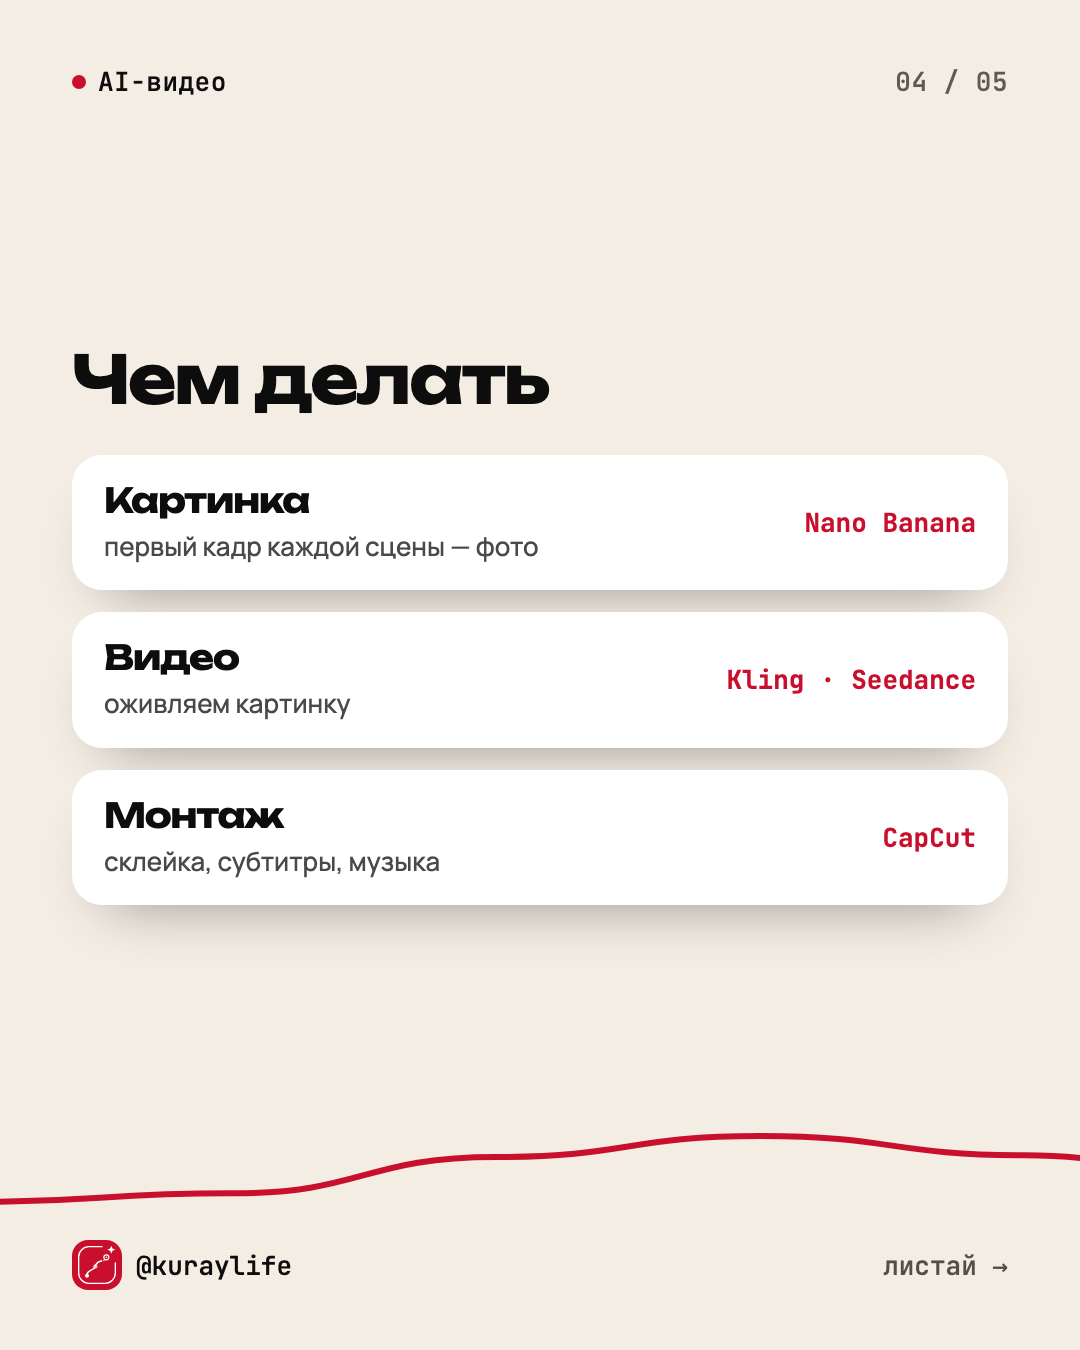 AI-видео
04 / 05
Чем делать
Картинка
первый кадр каждой сцены — фото
Nano Banana
Видео
оживляем картинку
Kling · Seedance
Монтаж
склейка, субтитры, музыка
CapCut
@kuraylife
листай →